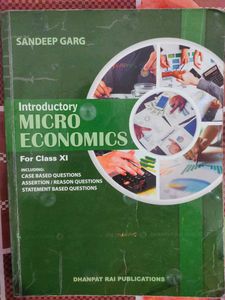 SANDEEP GARG
Introductory
MICRO
ECONOMICS
For Class XI
INCLUDING:
CASE BASED QUESTIONS
ASSERTION / REASON QUESTIONS
STATEMENT BASED QUESTIONS
DHANPAT RAI PUBLICATIONS